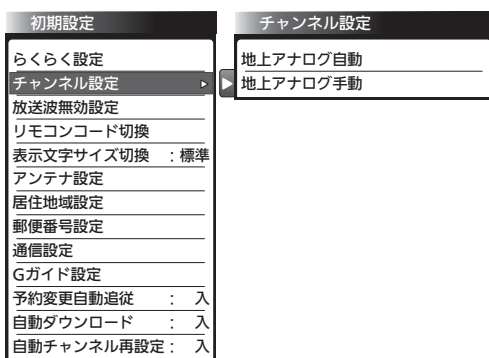 初期設定
らくらく設定
チャンネル設定
放送波無効設定
リモコンコード切換
表示文字サイズ切換 ：標準
アンテナ設定
居住地域設定
郵便番号設定
通信設定
Gガイド設定
予約変更自動追従 ： 入
自動ダウンロード ： 入
自動チャンネル再設定： 入
チャンネル設定
地上アナログ自動
地上アナログ手動